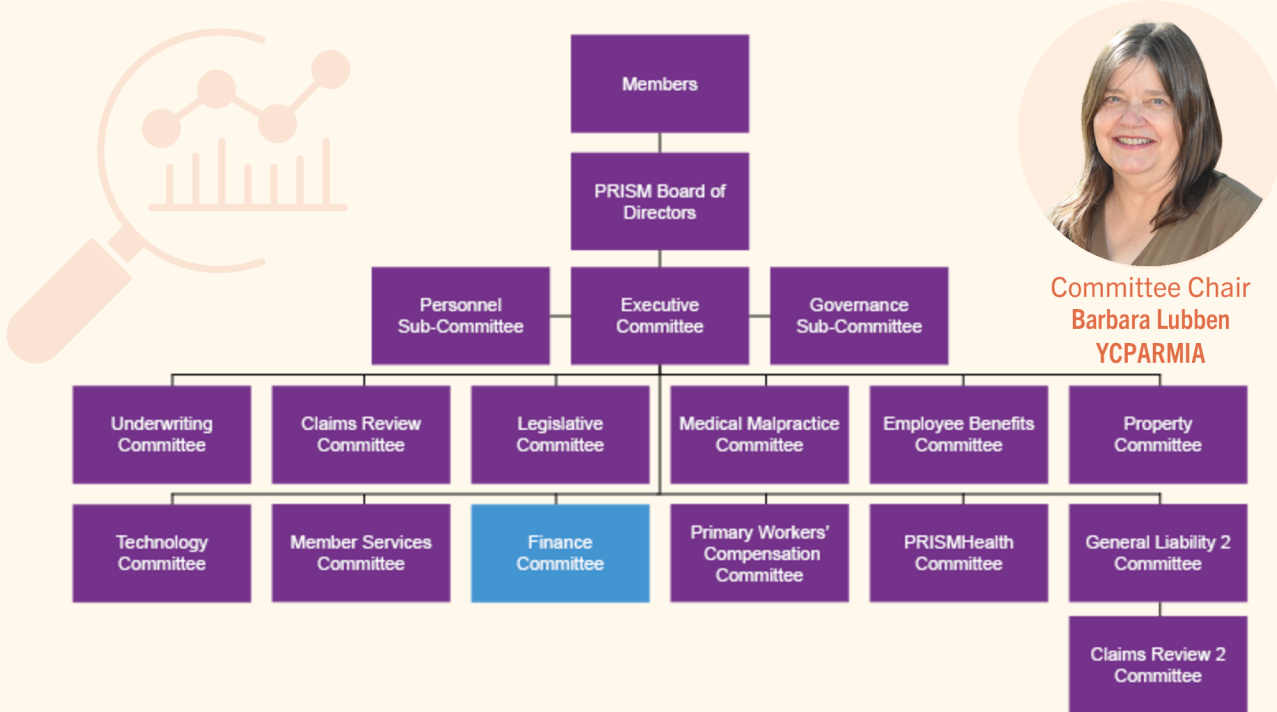 Members
PRISM Board of
Directors
Personnel
Sub-Committee
Executive
Committee
Governance
Sub-Committee
Committee Chair
Barbara Lubben
YCPARMIA
Underwriting
Committee
Claims Review
Committee
Legislative
Committee
Medical Malpractice
Committee
Employee Benefits
Committee
Property
Committee
Technology
Committee
Member Services
Committee
Finance
Committee
Primary Workers’
Compensation
Committee
PRISMHealth
Committee
General Liability 2
Committee
Claims Review 2
Committee